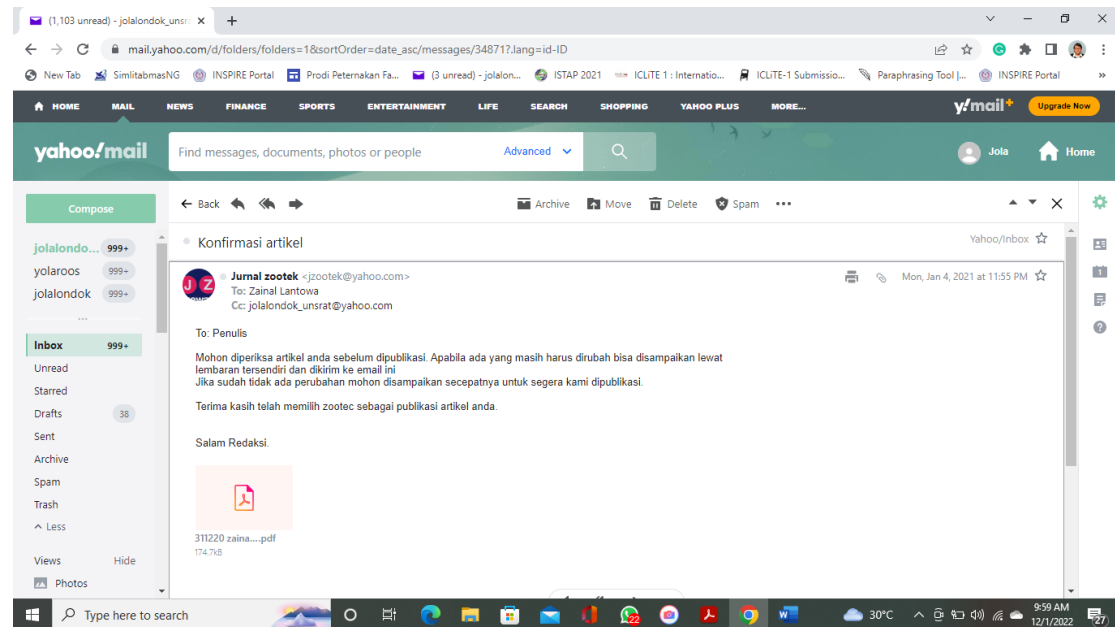 (1,103 unread) - jolalondok_unsra
mail.yahoo.com/d/folders/folders=1&sortOrder=date_asc/messages/34871?.lang=id-ID
New Tab SimlitabmasNG INSPIRE Portal Prodi Peternakan Fa... (3 unread) - jolalon... ISTAP 2021 ICLiTE 1 : Internatio... ICLiTE-1 Submissio... Paraphrasing Tool |... INSPIRE Portal »
HOME MAIL NEWS FINANCE SPORTS ENTERTAINMENT LIFE SEARCH SHOPPING YAHOO PLUS MORE... y!mail+ Upgrade Now
yahoo!mail Find messages, documents, photos or people Advanced Jola Home
Compose
Back Archive Move Delete Spam •••
jolalondo... 999+
yolaroos 999+
jolalondok 999+
...
Inbox 999+
Unread
Starred
Drafts 38
Sent
Archive
Spam
Trash
Less
Views Hide
Photos
Konfirmasi artikel Yahoo/Inbox
JZ
Jurnal zootek <jzootek@yahoo.com> Mon, Jan 4, 2021 at 11:55 PM
To: Zainal Lantowa
Cc: jolalondok_unsrat@yahoo.com
To: Penulis
Mohon diperiksa artikel anda sebelum dipublikasi. Apabila ada yang masih harus dirubah bisa disampaikan lewat
lembaran tersendiri dan dikirim ke email ini
Jika sudah tidak ada perubahan mohon disampaikan secepatnya untuk segera kami dipublikasi.
Terima kasih telah memilih zootec sebagai publikasi artikel anda.
Salam Redaksi.
311220 zaina....pdf
174.7kB
1
Type here to search 22 30°C 9:59 AM
12/1/2022
27